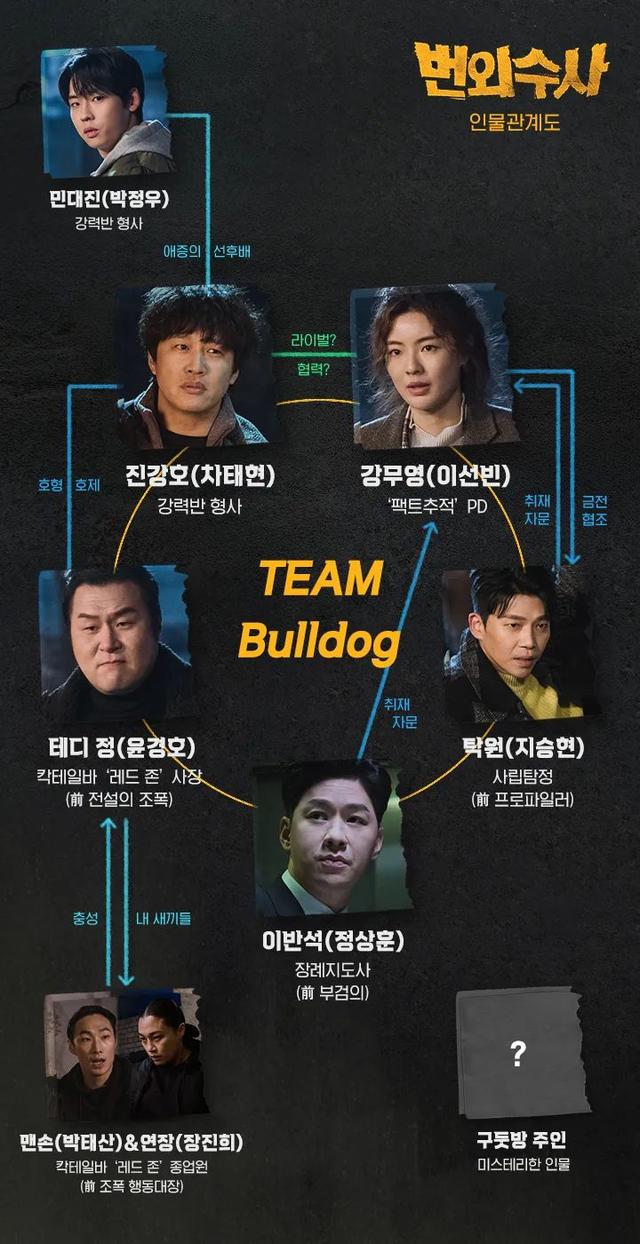 번외수사
인물관계도
민대진(박정우)
강력반 형사
애증의 선후배
라이벌?
협력?
진강호(차태현)
강력반 형사
강무영(이선빈)
‘팩트추적’ PD
호형 호제
취재
자문
금전
협조
TEAM
Bulldog
취재
자문
테디 정(윤경호)
칵테일바 ‘레드 존’ 사장
(前 전설의 조폭)
탁원(지승현)
사립탐정
(前 프로파일러)
이반석(정상훈)
장례지도사
(前 부검의)
충성
내 새끼들
맨손(박태산)&연장(장진희)
칵테일바 ‘레드 존’ 종업원
(前 조폭 행동대장)
?
구둣방 주인
미스테리한 인물